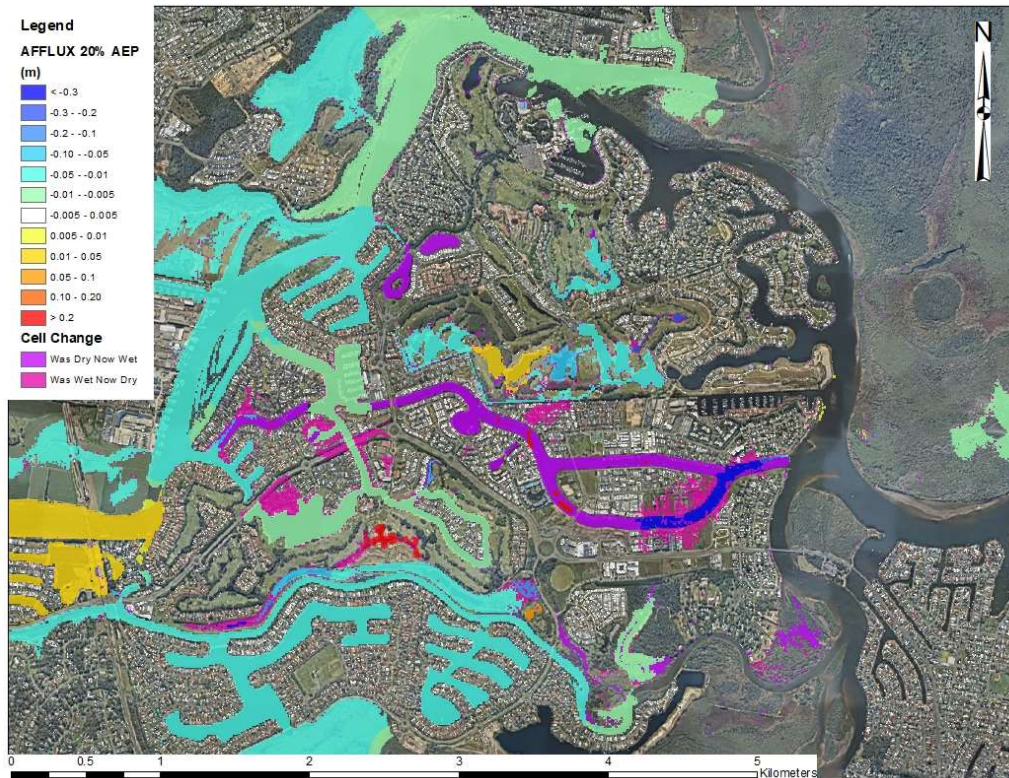 Legend
AFFLUX 20% AEP
(m)
< -0.3
-0.3 - -0.2
-0.2 - -0.1
-0.10 - -0.05
-0.05 - -0.01
-0.01 - -0.005
-0.005 - 0.005
0.005 - 0.01
0.01 - 0.05
0.05 - 0.1
0.10 - 0.20
> 0.2
Cell Change
Was Dry Now Wet
Was Wet Now Dry
N
0 0.5 1 2 3 4 5
Kilometers